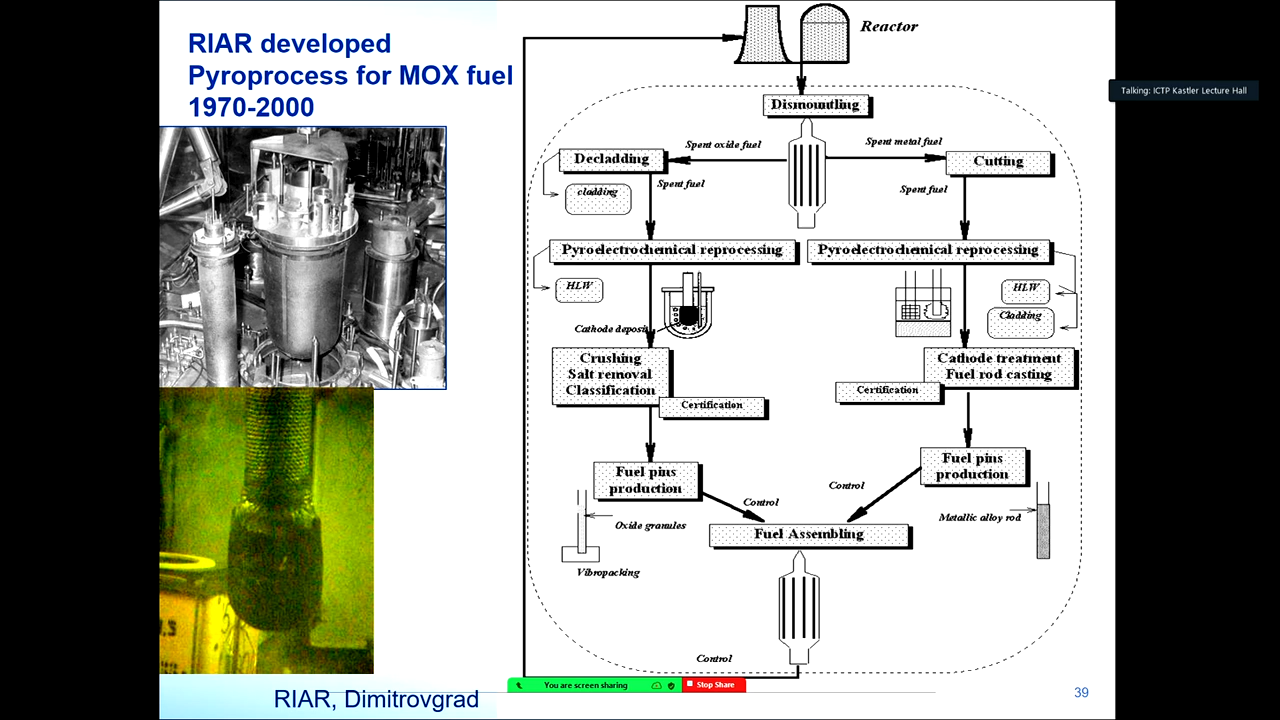 RIAR developed
Pyroprocess for MOX fuel
1970-2000
Reactor
Talking: ICTP Kastler Lecture Hall
Dismountling
Spent oxide fuel
Spent metal fuel
Decladding
Cutting
cladding
Spent fuel
Spent fuel
Pyroelectrochemical reprocessing
Pyroelectrochemical reprocessing
HLW
HLW
Cladding
Cathode deposit
Crushing
Salt removal
Classification
Cathode treatment
Fuel rod casting
Certification
Certification
Fuel pins
production
Fuel pins
production
Control
Control
Oxide granules
Metallic alloy rod
Fuel Assembling
Vibropacking
Control
You are screen sharing
Stop Share
RIAR, Dimitrovgrad
39